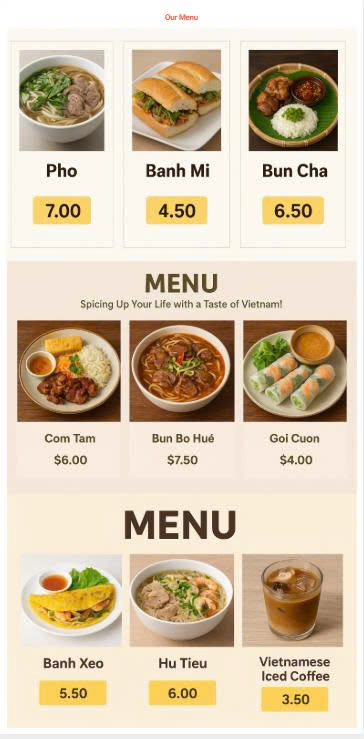 Our Menu
Pho
Banh Mi
Bun Cha
7.00
4.50
6.50
MENU
Spicing Up Your Life with a Taste of Vietnam!
Com Tam
Bun Bo Hué
Goi Cuon
$6.00
$7.50
$4.00
MENU
Banh Xeo
Hu Tieu
Vietnamese
Iced Coffee
5.50
6.00
3.50